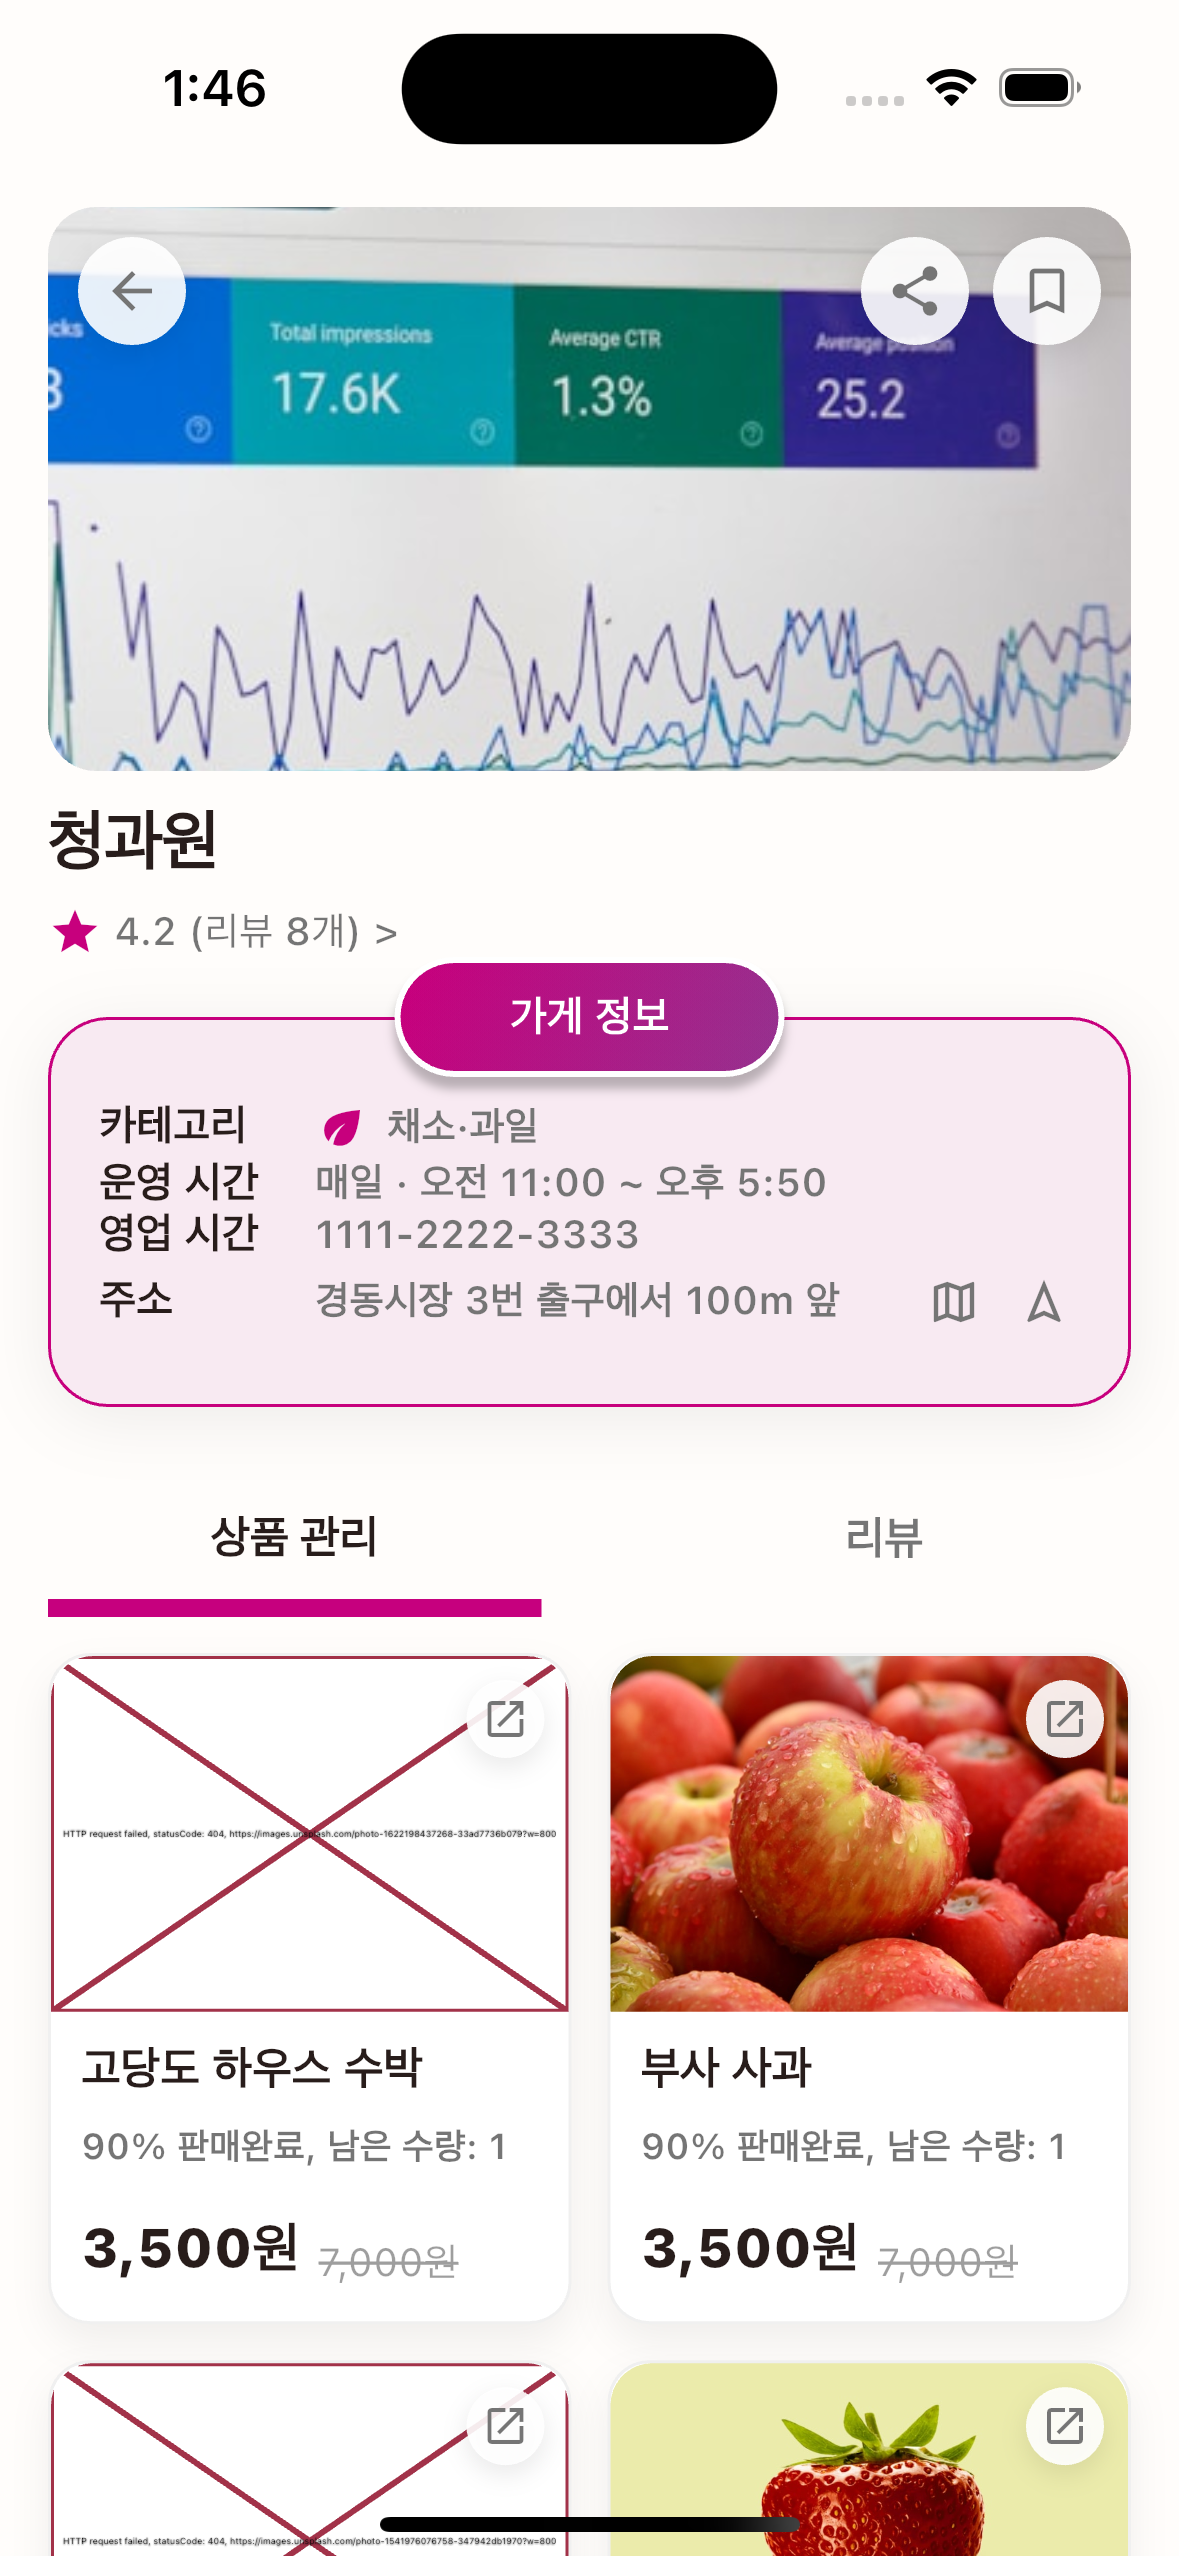 1:46
icks
Total impressions
Average CTR
Average position
3
17.6K
1.3%
25.2
청과원
4.2 (리뷰 8개) >
가게 정보
카테고리 채소·과일
운영 시간 매일 · 오전 11:00 ~ 오후 5:50
영업 시간 1111-2222-3333
주소 경동시장 3번 출구에서 100m 앞
상품 관리
리뷰
HTTP request failed, statusCode: 404, https://images.unsplash.com/photo-1622198437268-33ad7736b079?w=800
고당도 하우스 수박
90% 판매완료, 남은 수량: 1
3,500원 7,000원
부사 사과
90% 판매완료, 남은 수량: 1
3,500원 7,000원
HTTP request failed, statusCode: 404, https://images.unsplash.com/photo-1541976076758-347942db1970?w=800